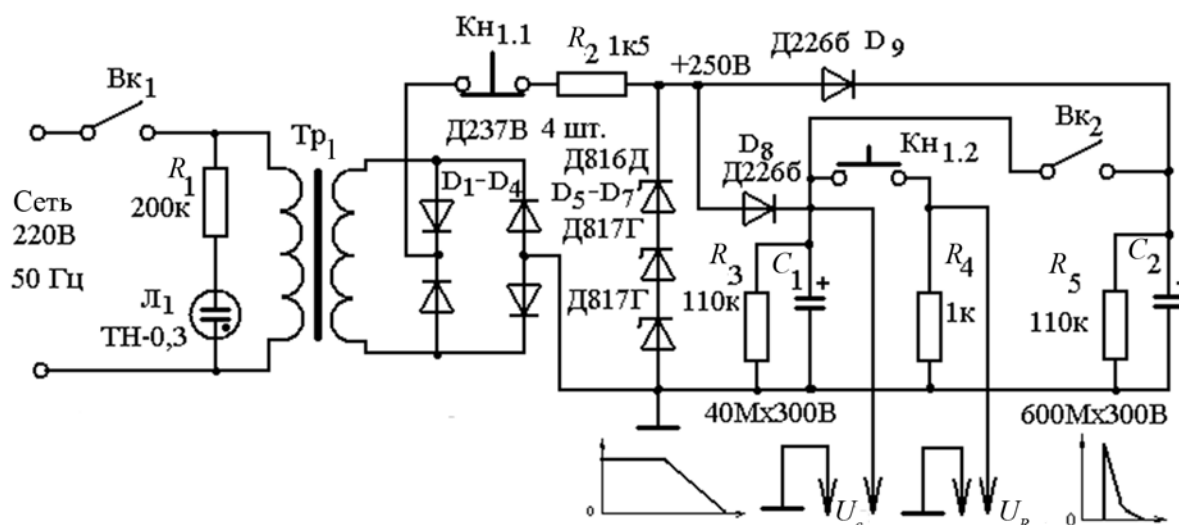 Вк1
Сеть
220В
50 Гц
R1
200к
Л1
ТН-0,3
Тр1
Кн1.1
R2 1к5
+250В
Д226б D9
Д237В 4 шт.
D1-D4
Д816Д
D5-D7
Д817Г
Д817Г
D8
Д226б
Кн1.2
Вк2
R3
110к
C1
+
R4
1к
R5
110к
C2
+
40Мх300В
600Мх300В
0
Uc
UR
0